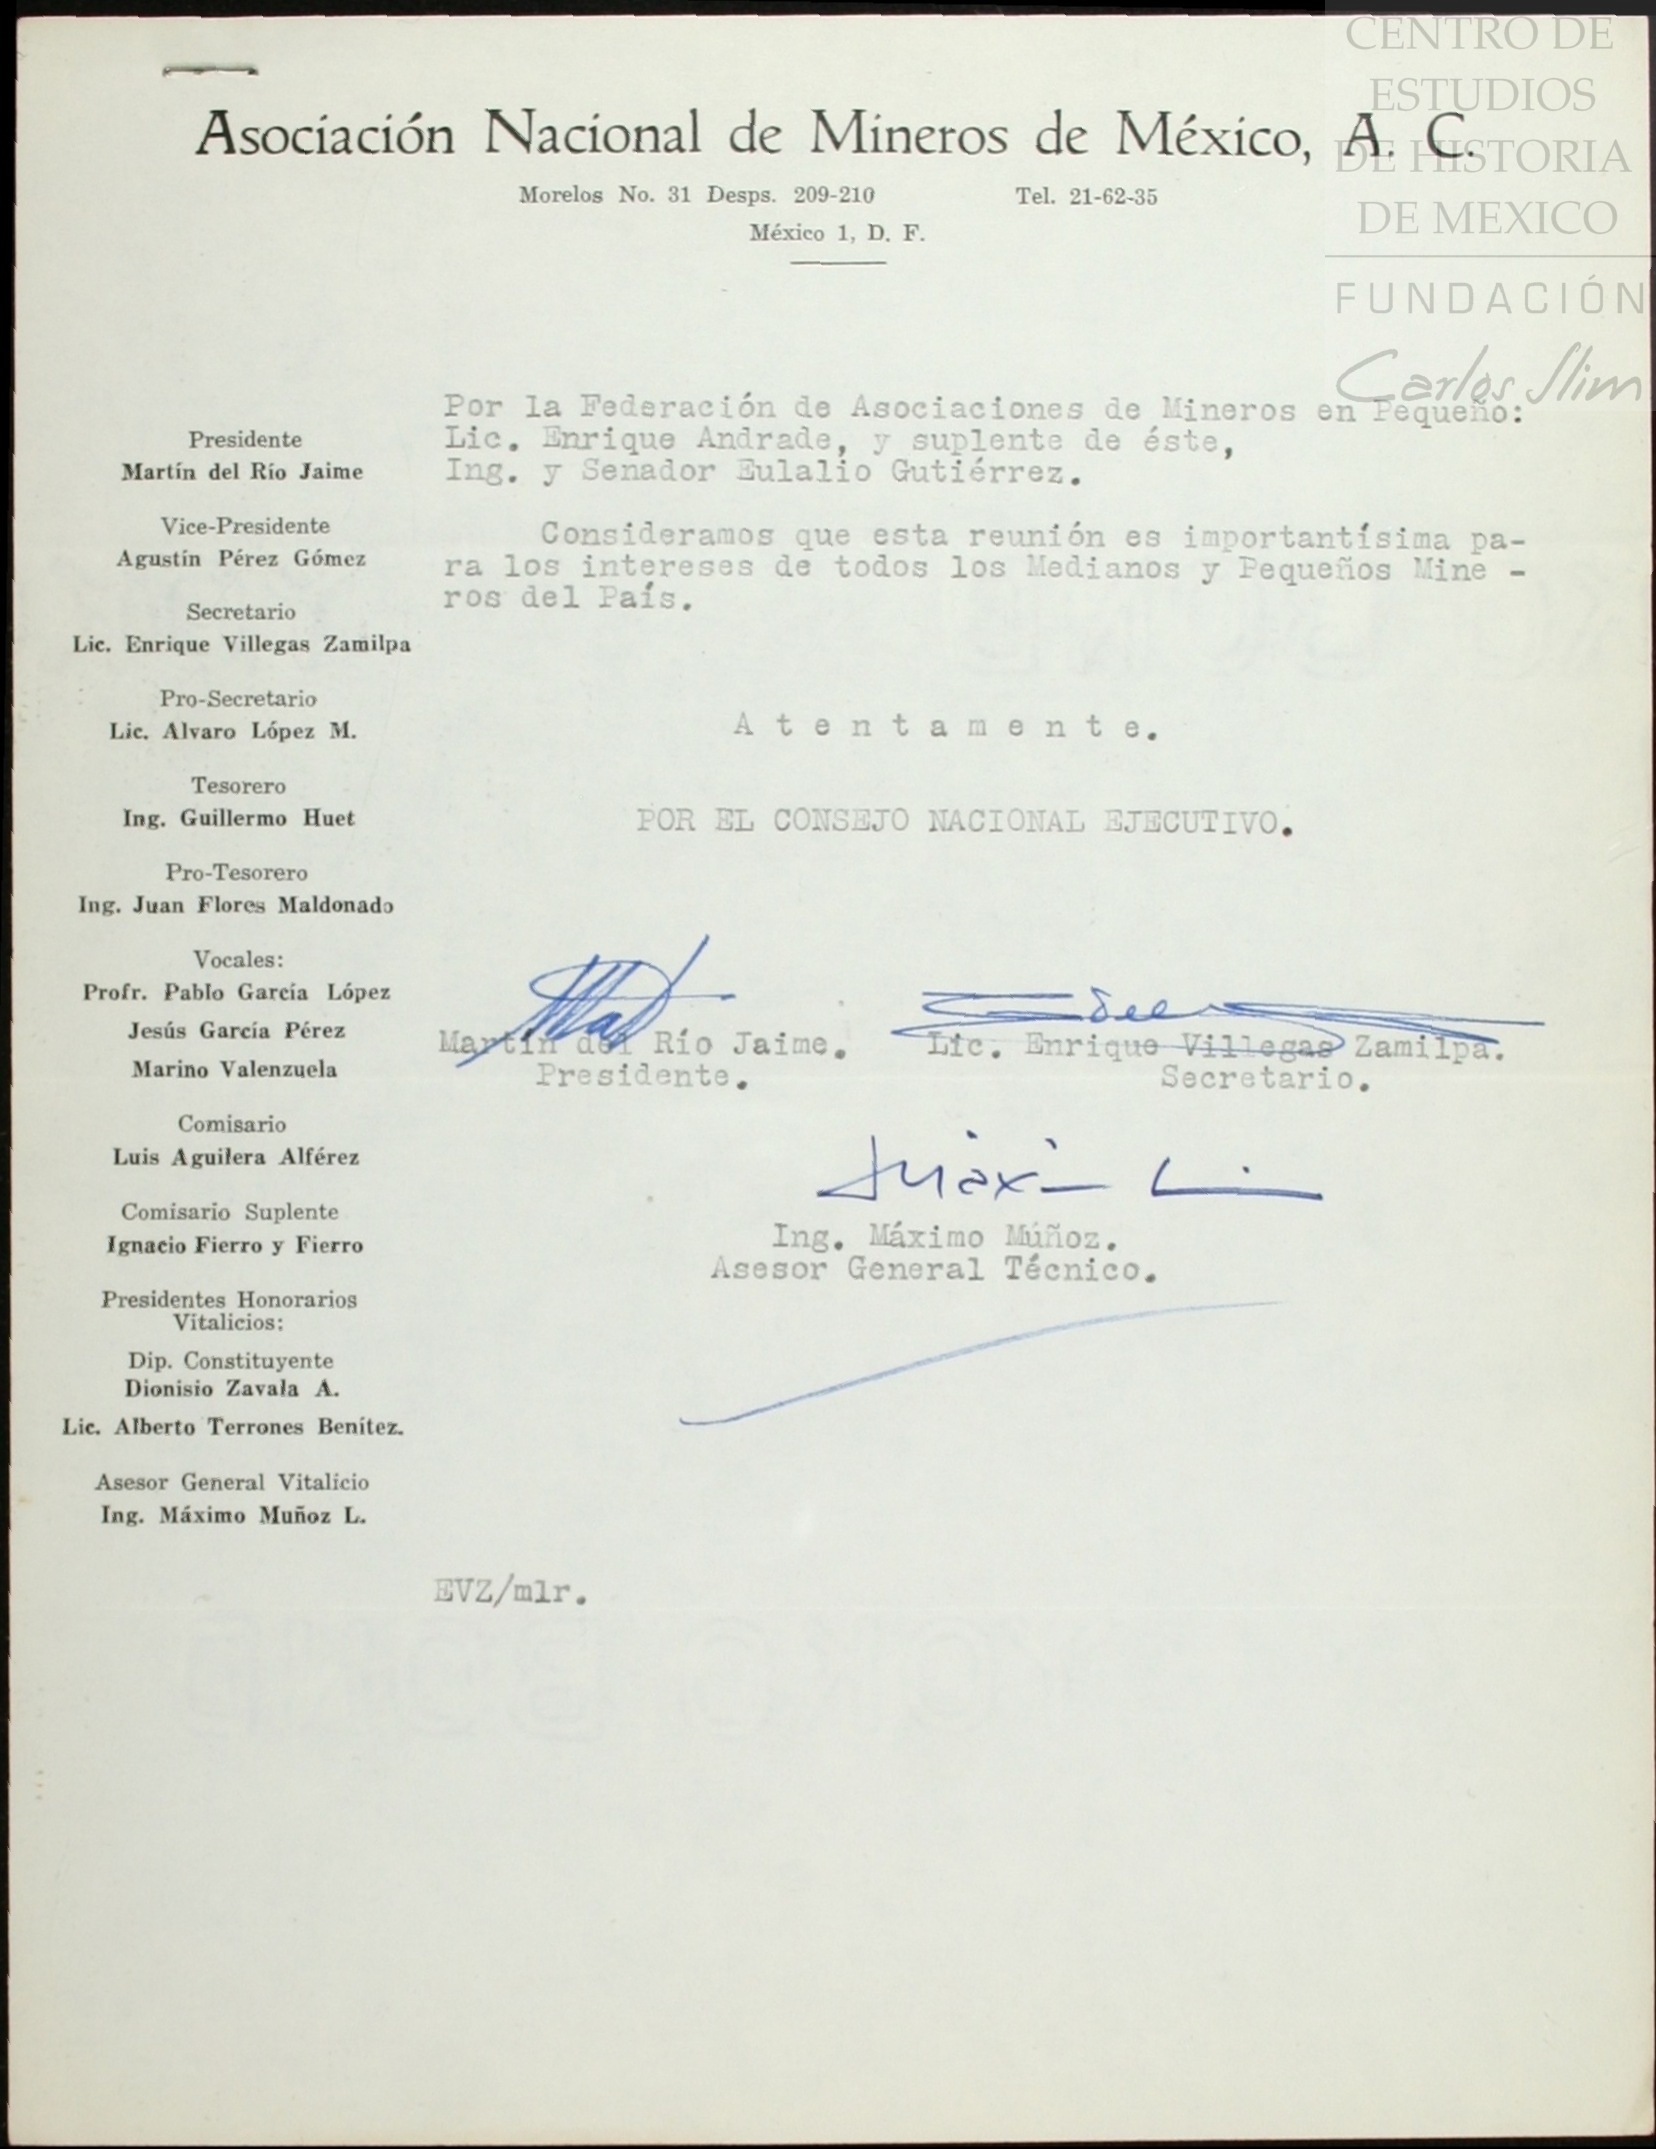 CENTRO DE
ESTUDIOS
DE HISTORIA
DE MEXICO
FUNDACIÓN
Carlos Slim
Asociación Nacional de Mineros de México, A. C.
Morelos No. 31 Desps. 209-210 Tel. 21-62-35
México 1, D. F.
Presidente
Martín del Río Jaime
Vice-Presidente
Agustín Pérez Gómez
Secretario
Lic. Enrique Villegas Zamilpa
Pro-Secretario
Lic. Alvaro López M.
Tesorero
Ing. Guillermo Huet
Pro-Tesorero
Ing. Juan Flores Maldonado
Vocales:
Profr. Pablo García López
Jesús García Pérez
Marino Valenzuela
Comisario
Luis Aguilera Alférez
Comisario Suplente
Ignacio Fierro y Fierro
Presidentes Honorarios
Vitalicios:
Dip. Constituyente
Dionisio Zavala A.
Lic. Alberto Terrones Benítez.
Asesor General Vitalicio
Ing. Máximo Muñoz L.
Por la Federación de Asociaciones de Mineros en Pequeño:
Lic. Enrique Andrade, y suplente de éste,
Ing. y Senador Eulalio Gutiérrez.
Consideramos que esta reunión es importantísima pa-
ra los intereses de todos los Medianos y Pequeños Mine -
ros del País.
A t e n t a m e n t e.
POR EL CONSEJO NACIONAL EJECUTIVO.
Martín del Río Jaime. Lic. Enrique Villegas Zamilpa.
Presidente. Secretario.
Ing. Máximo Múñoz.
Asesor General Técnico.
EVZ/mlr.